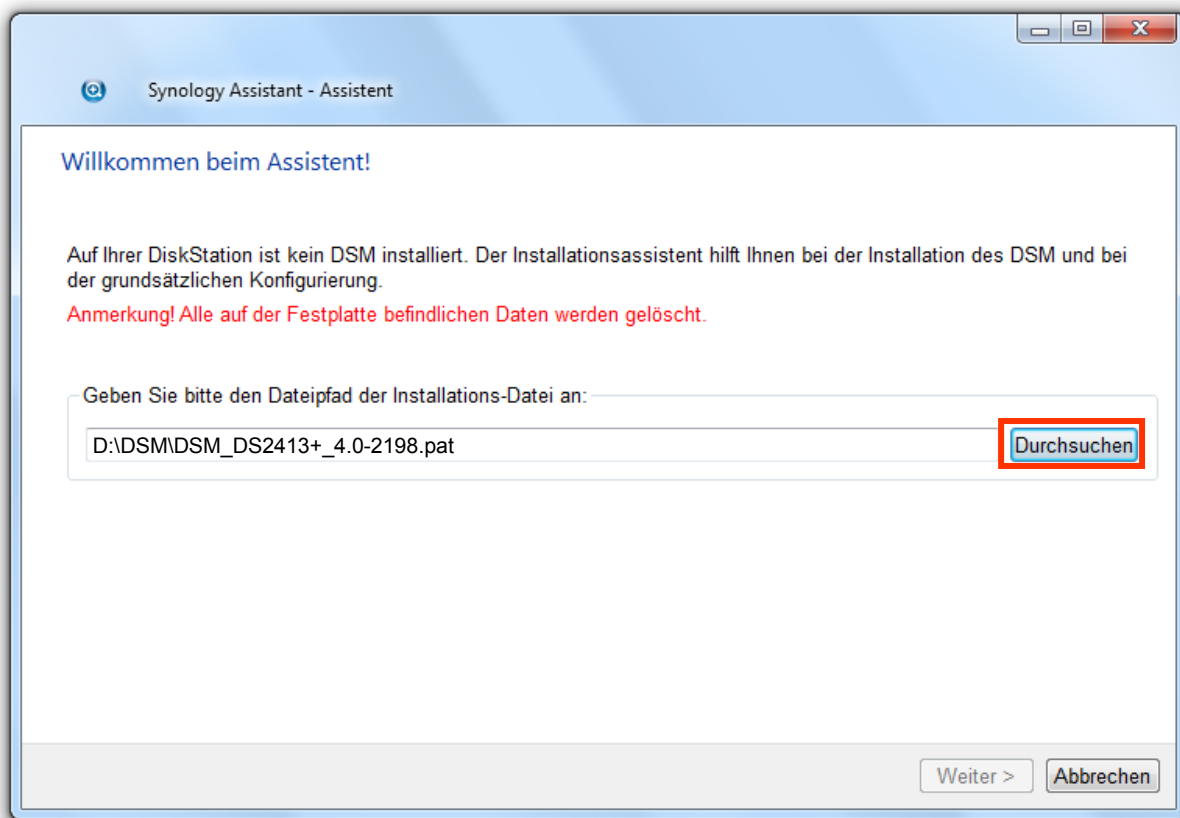 Synology Assistant - Assistent
Willkommen beim Assistent!
Auf Ihrer DiskStation ist kein DSM installiert. Der Installationsassistent hilft Ihnen bei der Installation des DSM und bei
der grundsätzlichen Konfigurierung.
Anmerkung! Alle auf der Festplatte befindlichen Daten werden gelöscht.
Geben Sie bitte den Dateipfad der Installations-Datei an:
D:\DSM\DSM_DS2413+_4.0-2198.pat
Durchsuchen
Weiter >
Abbrechen